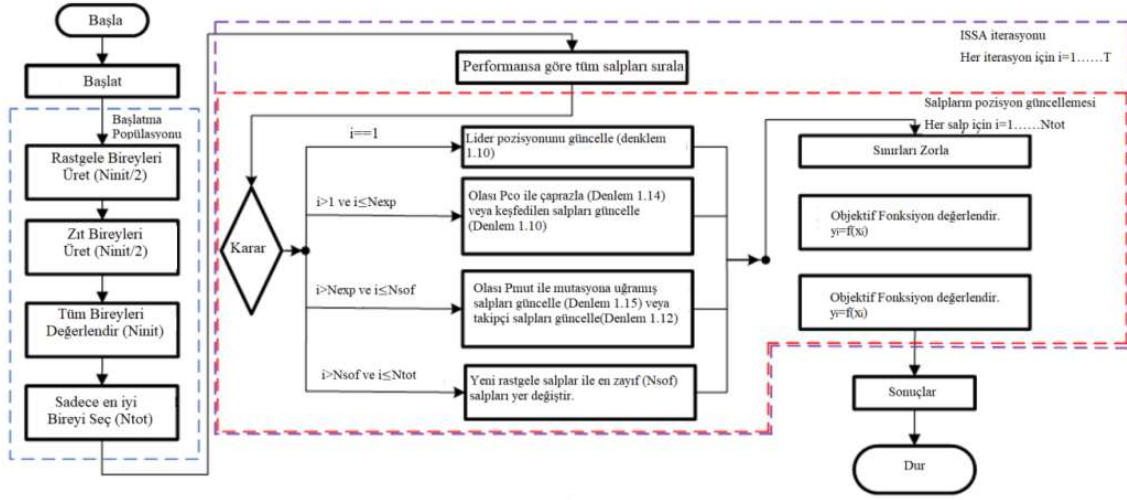 Başla
Başlat
Başlatma
Popülasyonu
Rastgele Bireyleri
Üret (Ninit/2)
Zıt Bireyleri
Üret (Ninit/2)
Tüm Bireyleri
Değerlendir (Ninit)
Sadece en iyi
Bireyi Seç (Ntot)
ISSA iterasyonu
Her iterasyon için i=1……T
Performansa göre tüm salpları sırala
Karar
i==1
Lider pozisyonunu güncelle (denklem
1.10)
i>1 ve i≤Nexp
Olası Pco ile çaprazla (Denlem 1.14)
veya keşfedilen salpları güncelle
(Denlem 1.10)
i>Nexp ve i≤Nsof
Olası Pmut ile mutasyona uğramış
salpları güncelle (Denlem 1.15) veya
takipçi salpları güncelle(Denlem 1.12)
i>Nsof ve i≤Ntot
Yeni rastgele salplar ile en zayıf (Nsof)
salpları yer değiştir.
Salpların pozisyon güncellemesi
Her salp için i=1……Ntot
Sınırları Zorla
Objektif Fonksiyon değerlendir.
yi=f(xi)
Objektif Fonksiyon değerlendir.
yi=f(xi)
Sonuçlar
Dur